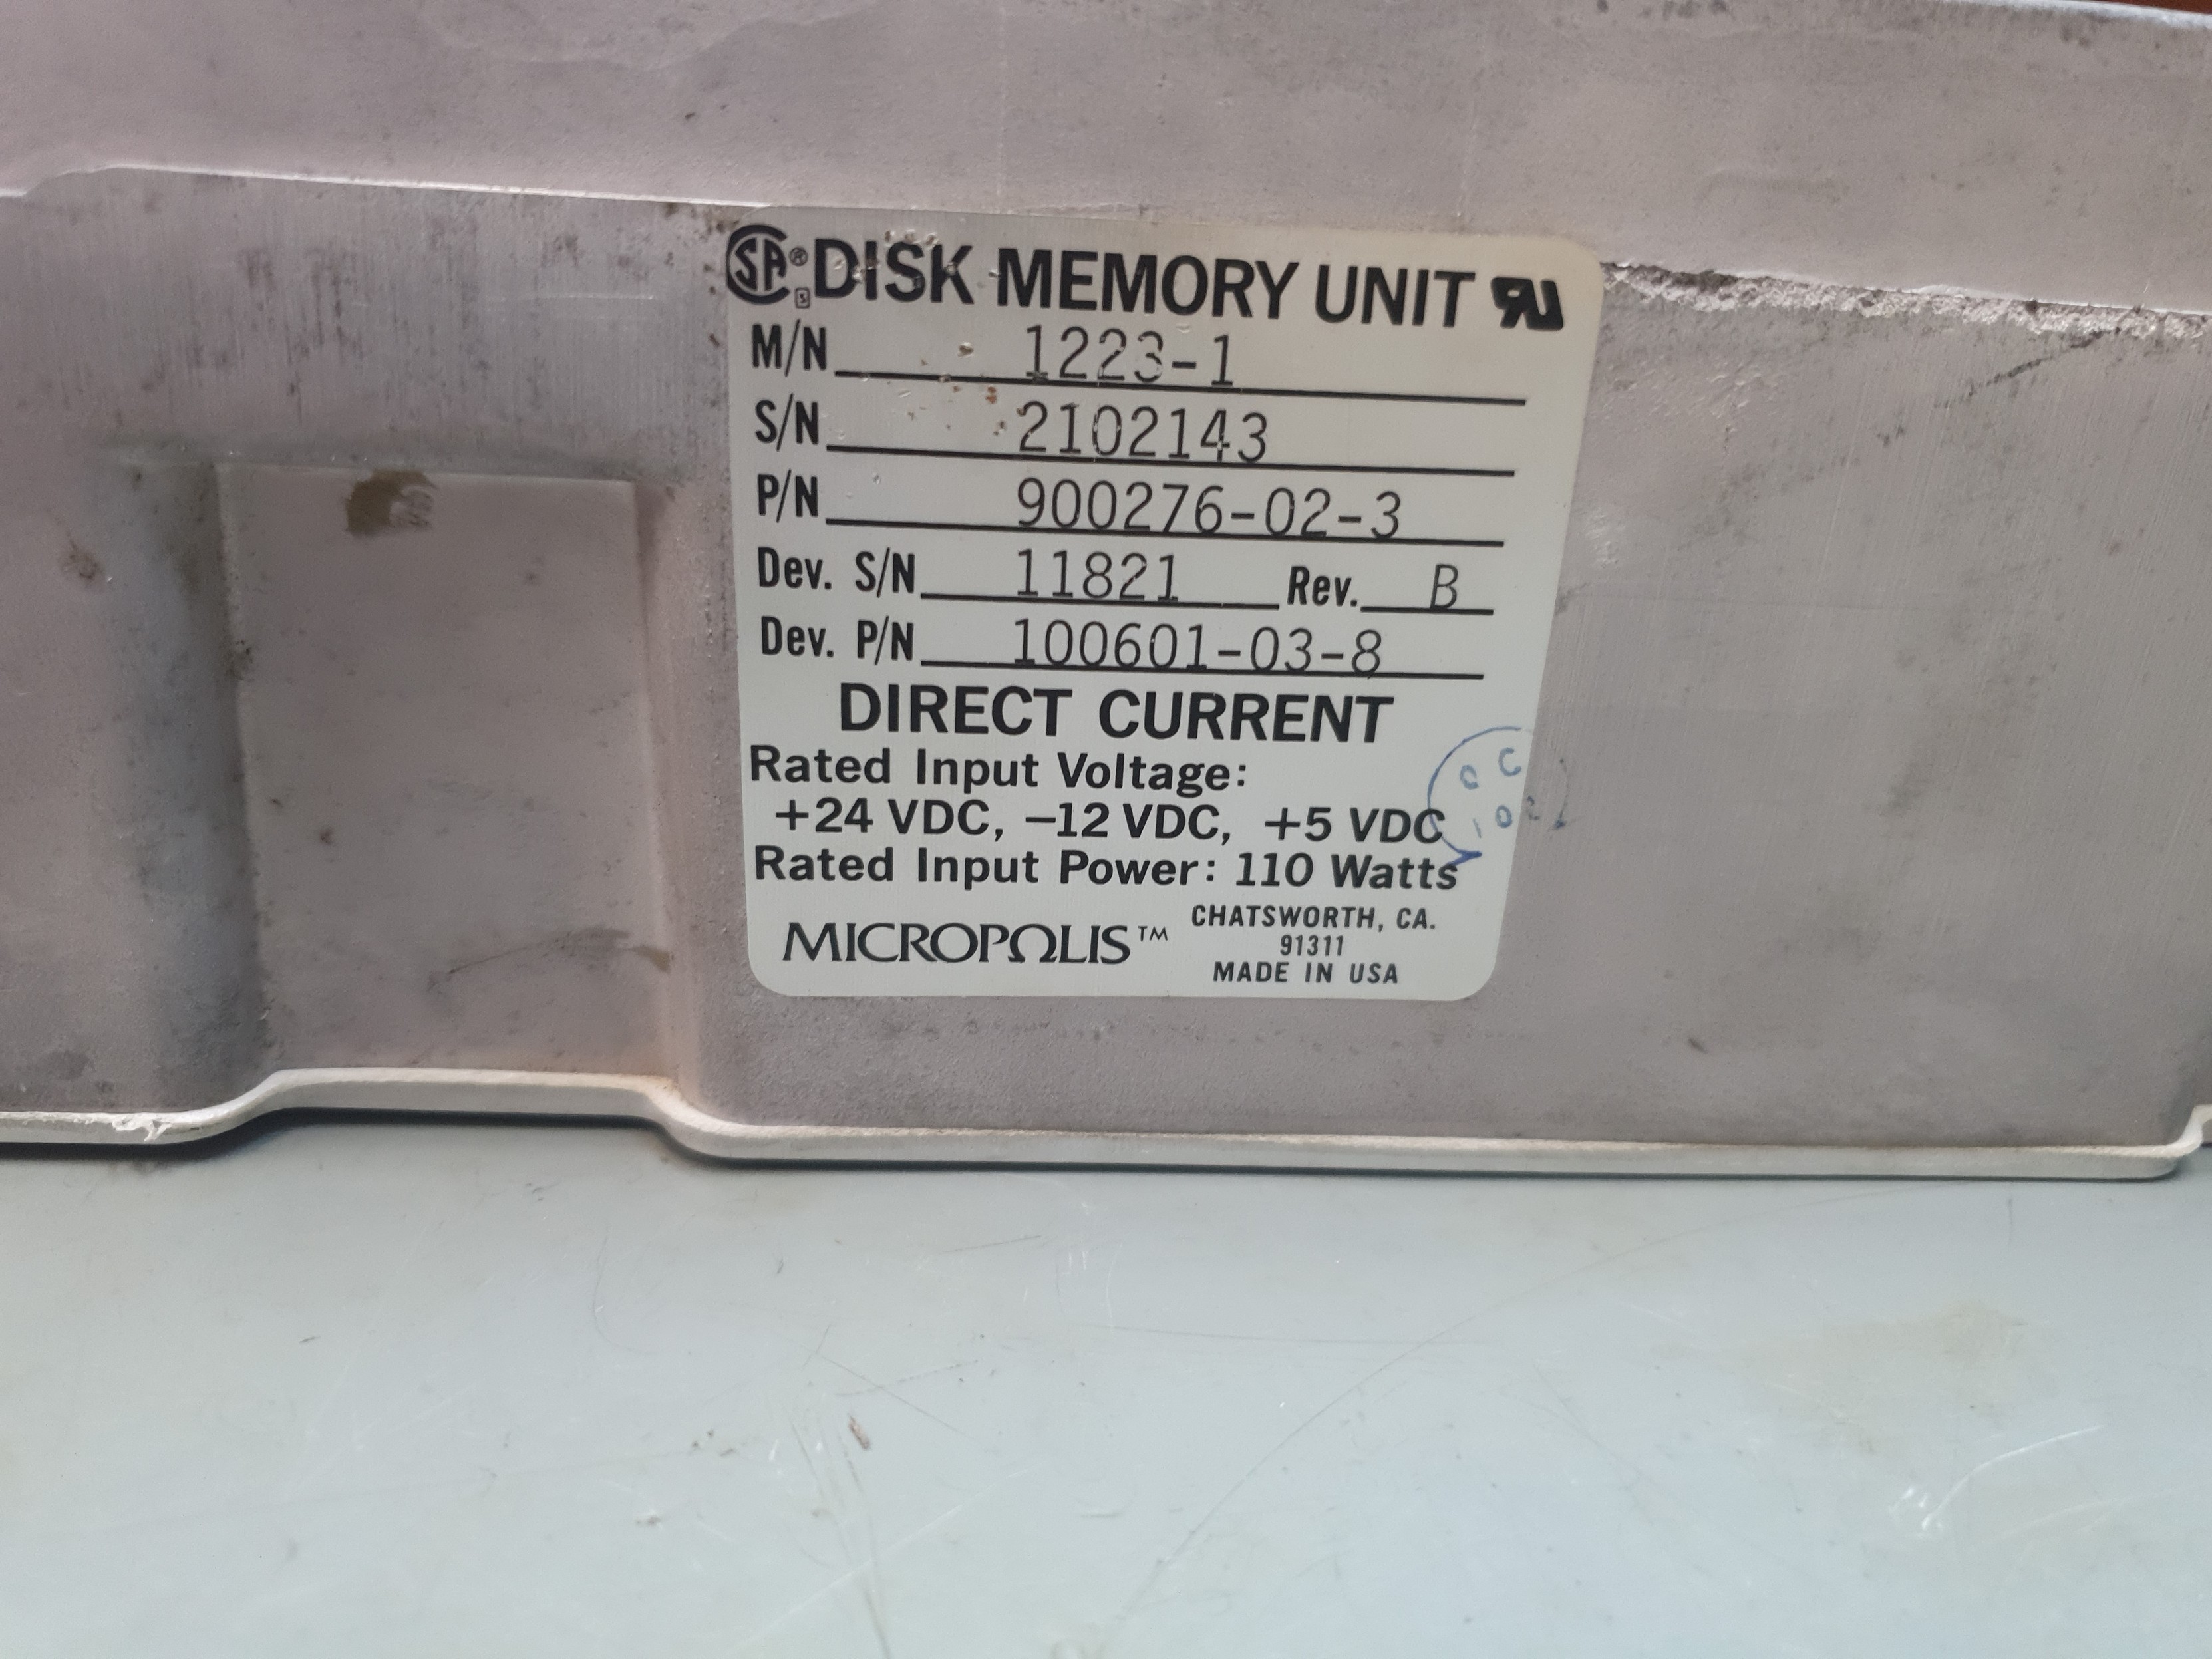 DISK MEMORY UNIT
M/N 1223-1
S/N 2102143
P/N 900276-02-3
Dev. S/N 11821 Rev. B
Dev. P/N 100601-03-8
DIRECT CURRENT
Rated Input Voltage:
+24 VDC, −12 VDC, +5 VDC
Rated Input Power: 110 Watts
MICROPΩLIS™ CHATSWORTH, CA.
91311
MADE IN USA